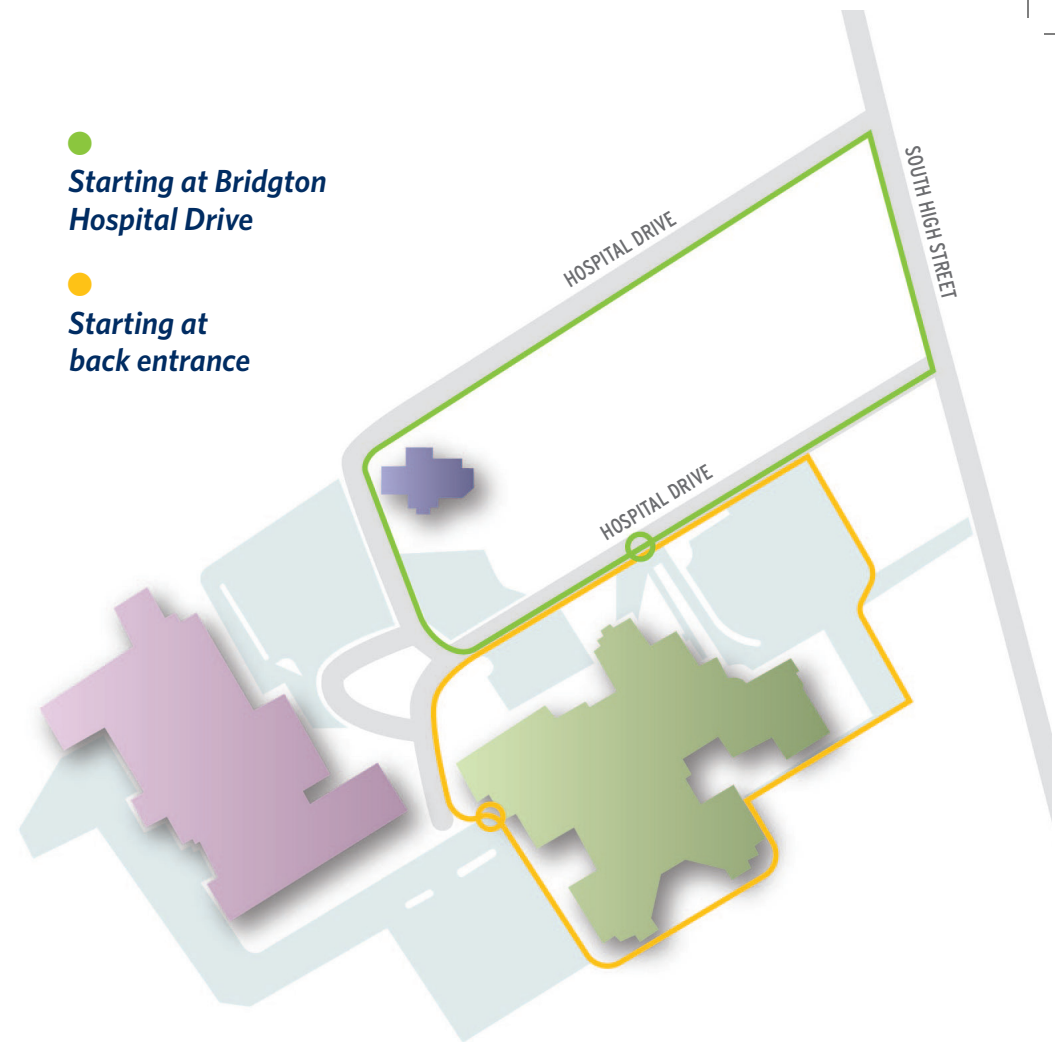 Starting at Bridgton
Hospital Drive
Starting at
back entrance
HOSPITAL DRIVE
SOUTH HIGH STREET
HOSPITAL DRIVE